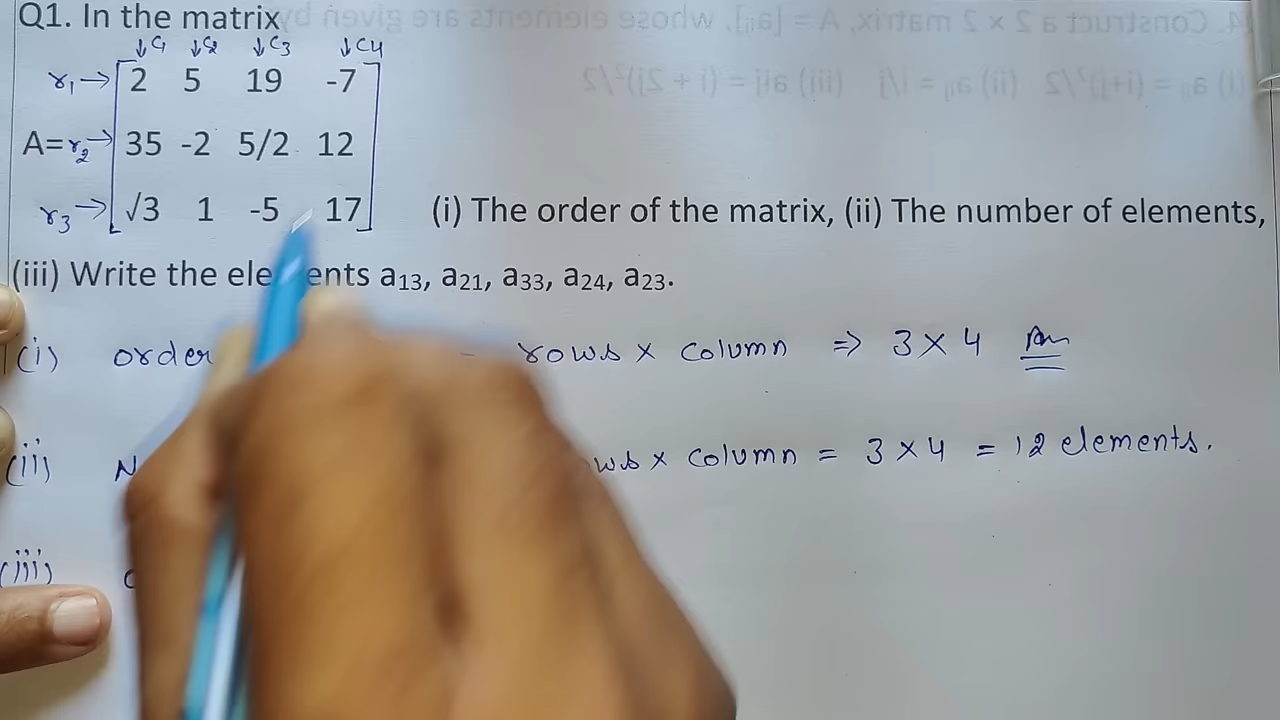 Q1. In the matrix
↓C1 ↓C2 ↓C3 ↓C4
r1→ 2 5 19 -7
A= r2→ 35 -2 5/2 12
r3→ √3 1 -5 17 (i) The order of the matrix, (ii) The number of elements,
(iii) Write the ele ents a13, a21, a33, a24, a23.
(i) order rows × column ⇒ 3×4 Ans
(ii) N ws × column = 3×4 = 12 elements.
(iii)